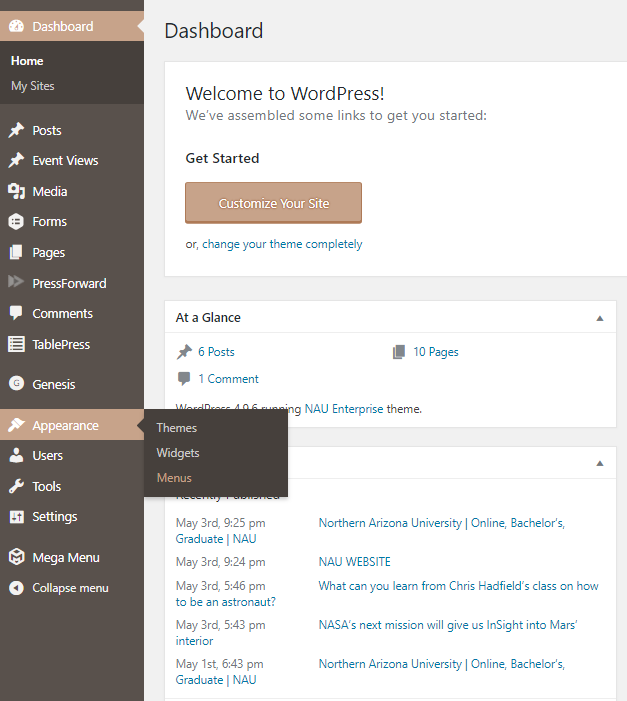 Dashboard
Home
My Sites
Posts
Event Views
Media
Forms
Pages
PressForward
Comments
TablePress
G
Genesis
Appearance
Users
Tools
Settings
Mega Menu
Collapse menu
Themes
Widgets
Menus
Dashboard
Welcome to WordPress!
We've assembled some links to get you started:
Get Started
Customize Your Site
or, change your theme completely
At a Glance
6 Posts
10 Pages
1 Comment
WordPress 4.9.6 running NAU Enterprise theme.
Recently Published
May 3rd, 9:25 pm Northern Arizona University | Online, Bachelor's,
Graduate | NAU
May 3rd, 9:24 pm NAU WEBSITE
May 3rd, 5:46 pm What can you learn from Chris Hadfield's class on how
to be an astronaut?
May 3rd, 5:43 pm NASA's next mission will give us InSight into Mars'
interior
May 1st, 6:43 pm Northern Arizona University | Online, Bachelor's,
Graduate | NAU